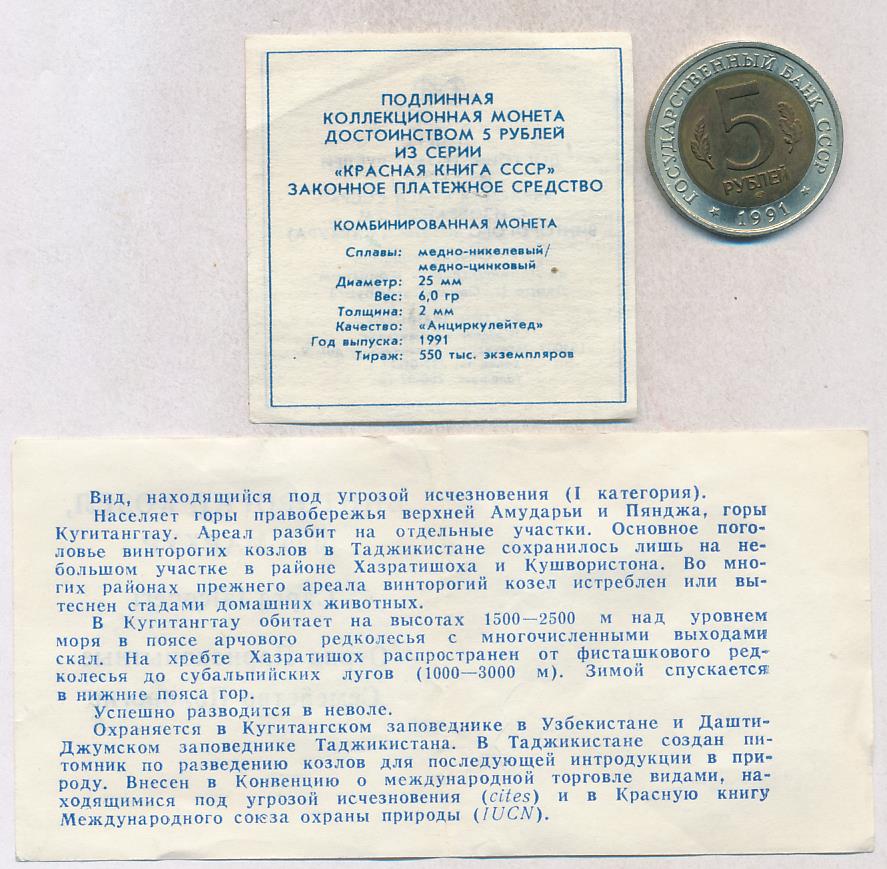 ПОДЛИННАЯ
КОЛЛЕКЦИОННАЯ МОНЕТА
ДОСТОИНСТВОМ 5 РУБЛЕЙ
ИЗ СЕРИИ
«КРАСНАЯ КНИГА СССР»
ЗАКОННОЕ ПЛАТЕЖНОЕ СРЕДСТВО
КОМБИНИРОВАННАЯ МОНЕТА
Сплавы: медно-никелевый/
медно-цинковый
Диаметр: 25 мм
Вес: 6,0 гр
Толщина: 2 мм
Качество: «Анциркулейтед»
Год выпуска: 1991
Тираж: 550 тыс. экземпляров
ГОСУДАРСТВЕННЫЙ БАНК СССР
5
РУБЛЕЙ
1991
Вид, находящийся под угрозой исчезновения (I категория).
Населяет горы правобережья верхней Амударьи и Пянджа, горы
Кугитангтау. Ареал разбит на отдельные участки. Основное пого-
ловье винторогих козлов в Таджикистане сохранилось лишь на не-
большом участке в районе Хазратишоха и Кушвористона. Во мно-
гих районах прежнего ареала винторогий козел истреблен или вы-
теснен стадами домашних животных.
В Кугитангтау обитает на высотах 1500—2500 м над уровнем
моря в поясе арчового редколесья с многочисленными выходами
скал. На хребте Хазратишох распространен от фисташкового ред-
колесья до субальпийских лугов (1000—3000 м). Зимой спускается
в нижние пояса гор.
Успешно разводится в неволе.
Охраняется в Кугитангском заповеднике в Узбекистане и Дашти-
Джумском заповеднике Таджикистана. В Таджикистане создан пи-
томник по разведению козлов для последующей интродукции в при-
роду. Внесен в Конвенцию о международной торговле видами, на-
ходящимися под угрозой исчезновения (cites) и в Красную книгу
Международного союза охраны природы (IUCN).